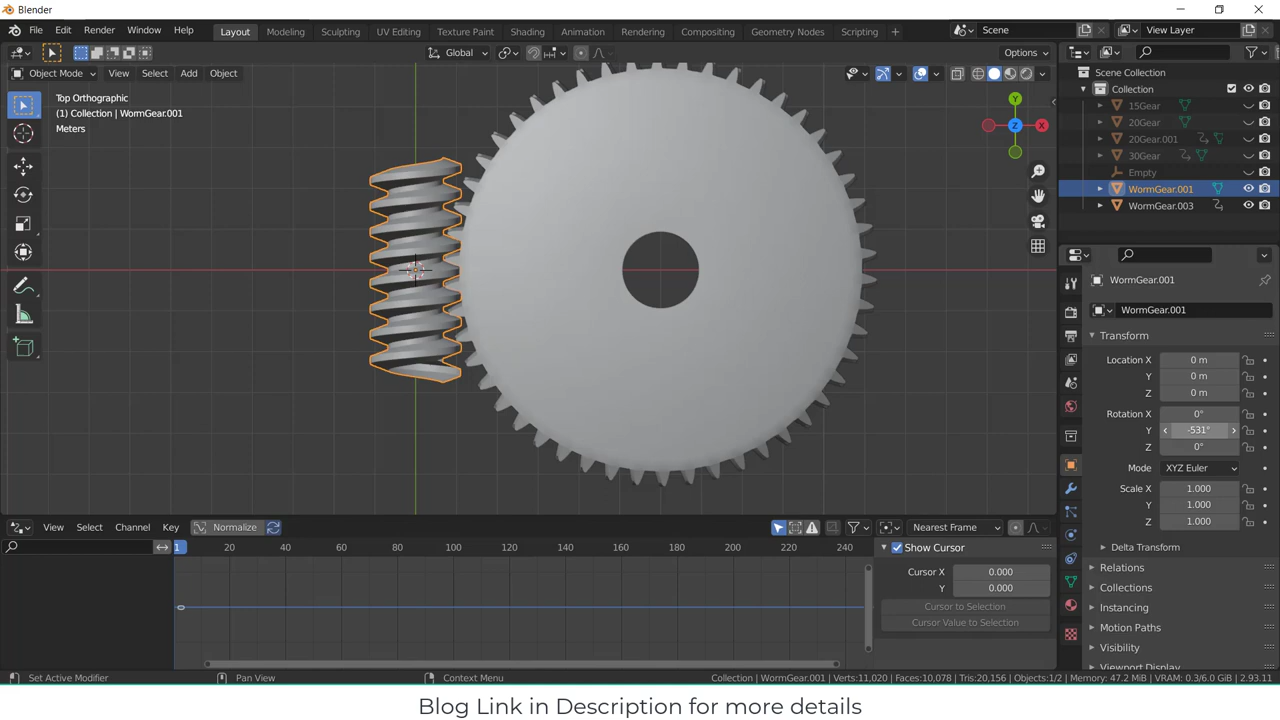 Blender
File Edit Render Window Help Layout Modeling Sculpting UV Editing Texture Paint Shading Animation Rendering Compositing Geometry Nodes Scripting + Scene View Layer
Global Options
Object Mode View Select Add Object
Top Orthographic
(1) Collection | WormGear.001
Meters
Y
Z X
Scene Collection
Collection
15Gear
20Gear
20Gear.001
30Gear
Empty
WormGear.001
WormGear.003
WormGear.001
WormGear.001
Transform
Location X 0 m
Y 0 m
Z 0 m
Rotation X 0°
Y -531°
Z 0°
Mode XYZ Euler
Scale X 1.000
Y 1.000
Z 1.000
Delta Transform
Relations
Collections
Instancing
Motion Paths
Visibility
Viewport Display
View Select Channel Key Normalize Nearest Frame
1 20 40 60 80 100 120 140 160 180 200 220 240
Show Cursor
Cursor X 0.000
Y 0.000
Cursor to Selection
Cursor Value to Selection
Set Active Modifier Pan View Context Menu Collection | WormGear.001 | Verts:11,020 | Faces:10,078 | Tris:20,156 | Objects:1/2 | Memory: 47.2 MiB | VRAM: 0.3/6.0 GiB | 2.93.11
Blog Link in Description for more details